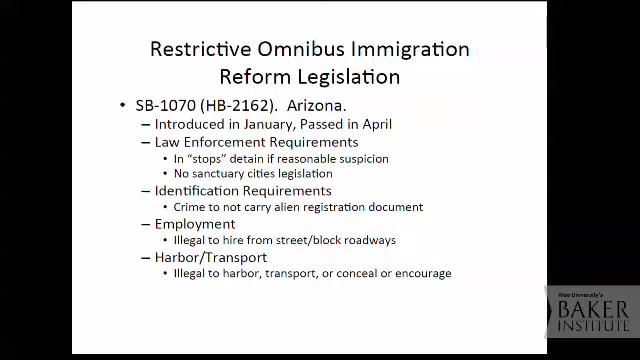 Restrictive Omnibus Immigration
Reform Legislation
• SB-1070 (HB-2162). Arizona.
– Introduced in January, Passed in April
– Law Enforcement Requirements
• In “stops” detain if reasonable suspicion
• No sanctuary cities legislation
– Identification Requirements
• Crime to not carry alien registration document
– Employment
• Illegal to hire from street/block roadways
– Harbor/Transport
• Illegal to harbor, transport, or conceal or encourage
Rice University's
BAKER
INSTITUTE